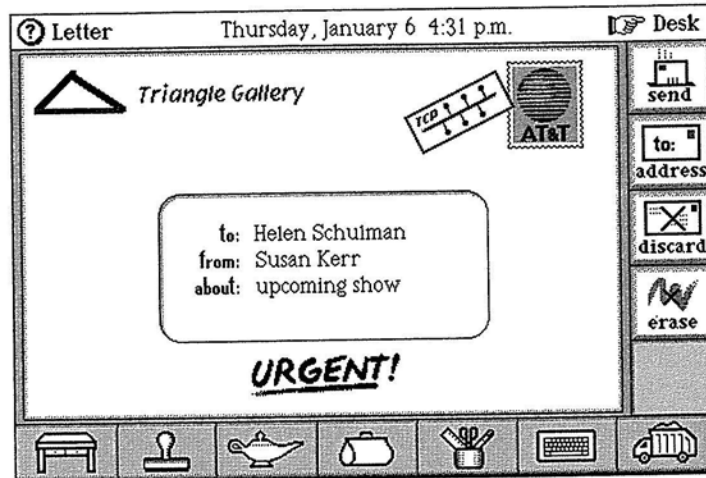 ? Letter Thursday, January 6 4:31 p.m. Desk
Triangle Gallery
TCD
AT&T
to: Helen Schulman
from: Susan Kerr
about: upcoming show
URGENT!
send
to:
address
discard
erase